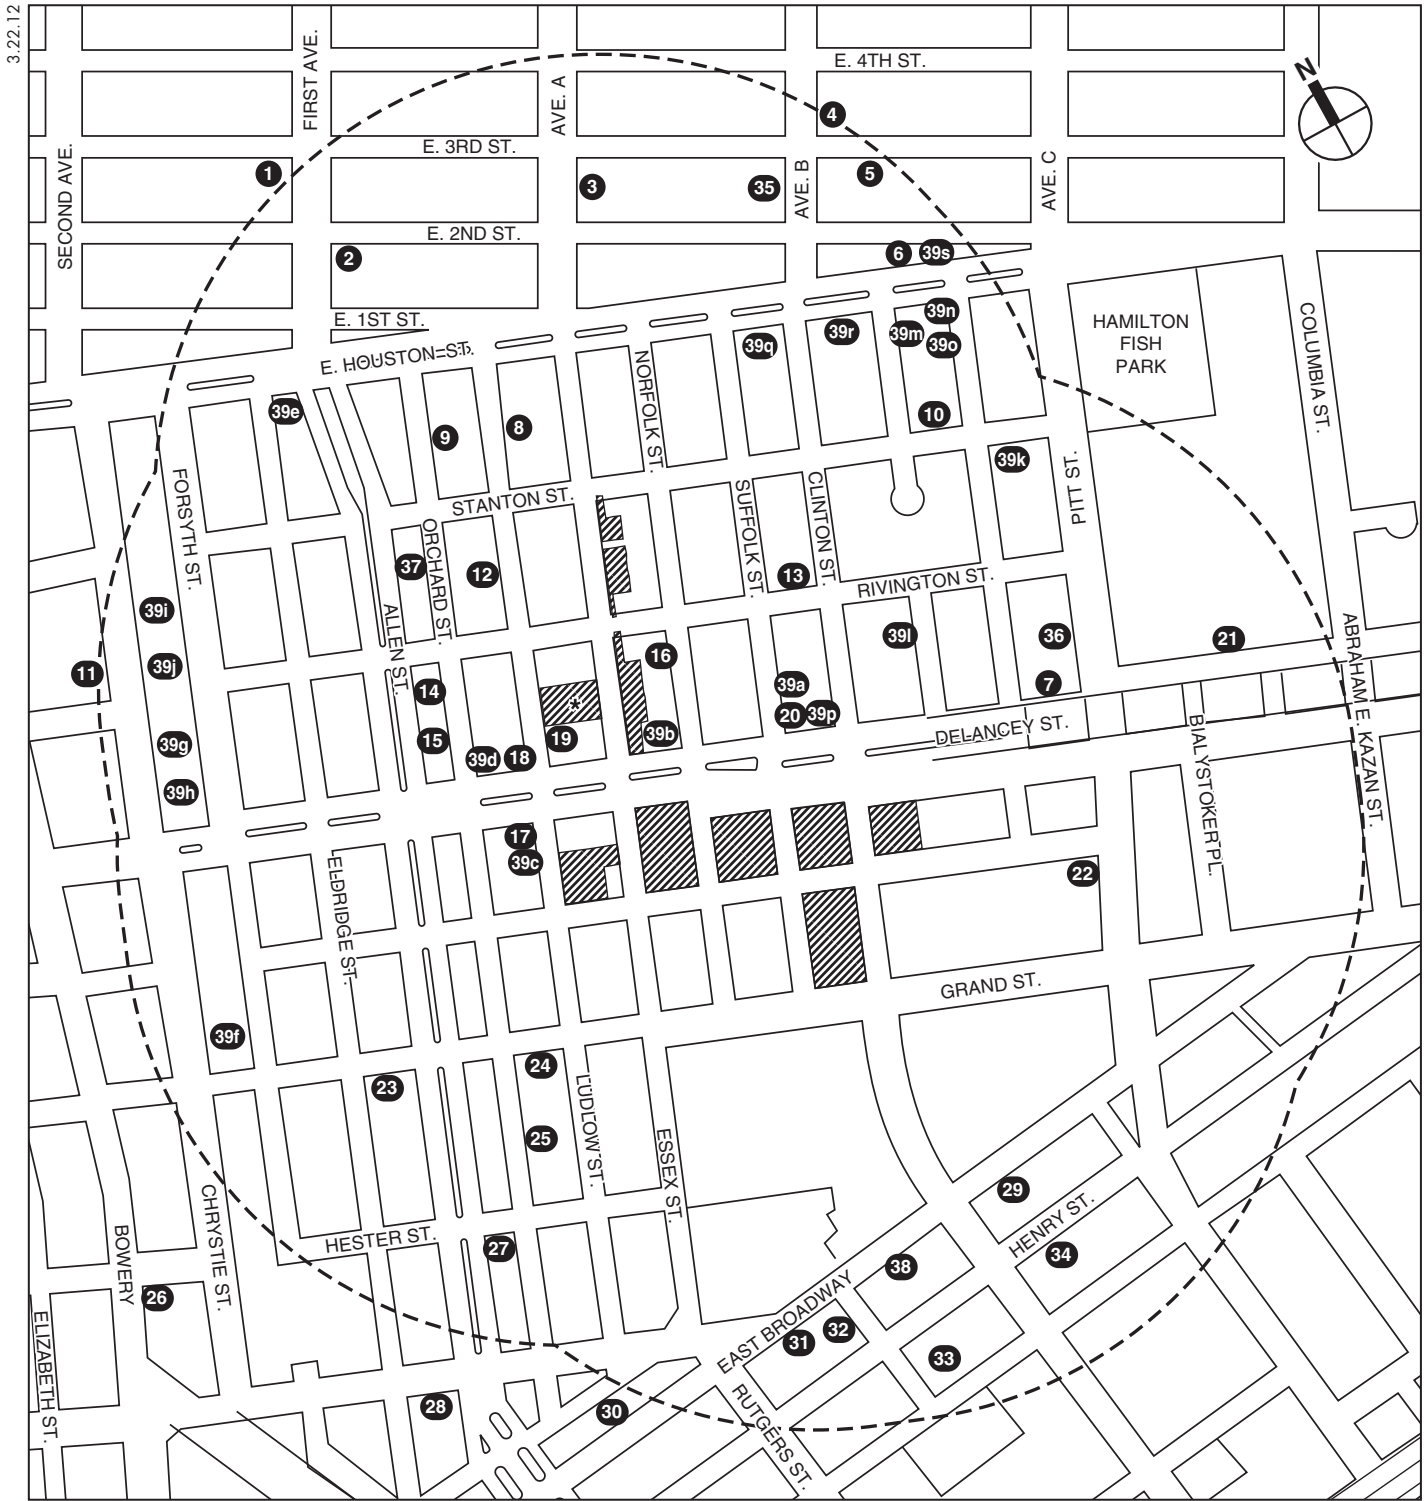 3.22.12
SECOND AVE.
FIRST AVE.
AVE. A
E. 4TH ST.
N
4
E. 3RD ST.
1
3
35
AVE. B
5
AVE. C
E. 2ND ST.
2
6
39s
E. 1ST ST.
E. HOUSTON ST.
39q
39r
39m
39n
39o
HAMILTON
FISH
PARK
COLUMBIA ST.
39e
9
8
NORFOLK ST.
10
39k
PITT ST.
FORSYTH ST.
STANTON ST.
SUFFOLK ST.
CLINTON ST.
37
ORCHARD ST.
12
13
RIVINGTON ST.
39i
ALLEN ST.
39l
36
21
ABRAHAM E. KAZAN ST.
11
39j
14
16
39a
7
*
20
39p
39g
15
39d
18
19
39b
DELANCEY ST.
BIALYSTOKER PL.
39h
17
39c
22
ELDRIDGE ST.
GRAND ST.
39f
23
24
LUDLOW ST.
25
ESSEX ST.
CHRYSTIE ST.
29
BOWERY
HESTER ST.
27
HENRY ST.
34
26
38
ELIZABETH ST.
EAST BROADWAY
31
32
33
28
30
RUTGERS ST.